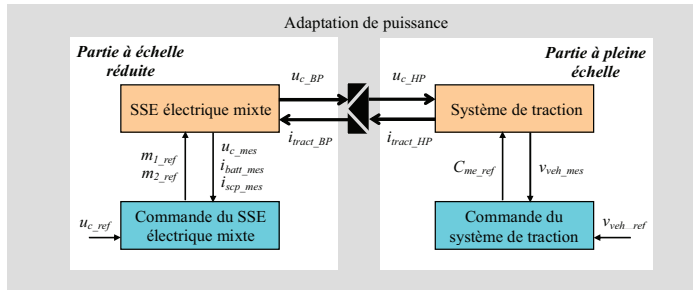 Adaptation de puissance
Partie à échelle
réduite
Partie à pleine
échelle
u_c_BP
u_c_HP
SSE électrique mixte
Système de traction
i_tract_BP
i_tract_HP
m_1_ref
m_2_ref
u_c_mes
i_batt_mes
i_scp_mes
C_me_ref
v_veh_mes
u_c_ref
Commande du SSE
électrique mixte
Commande du
système de traction
v_veh_ref